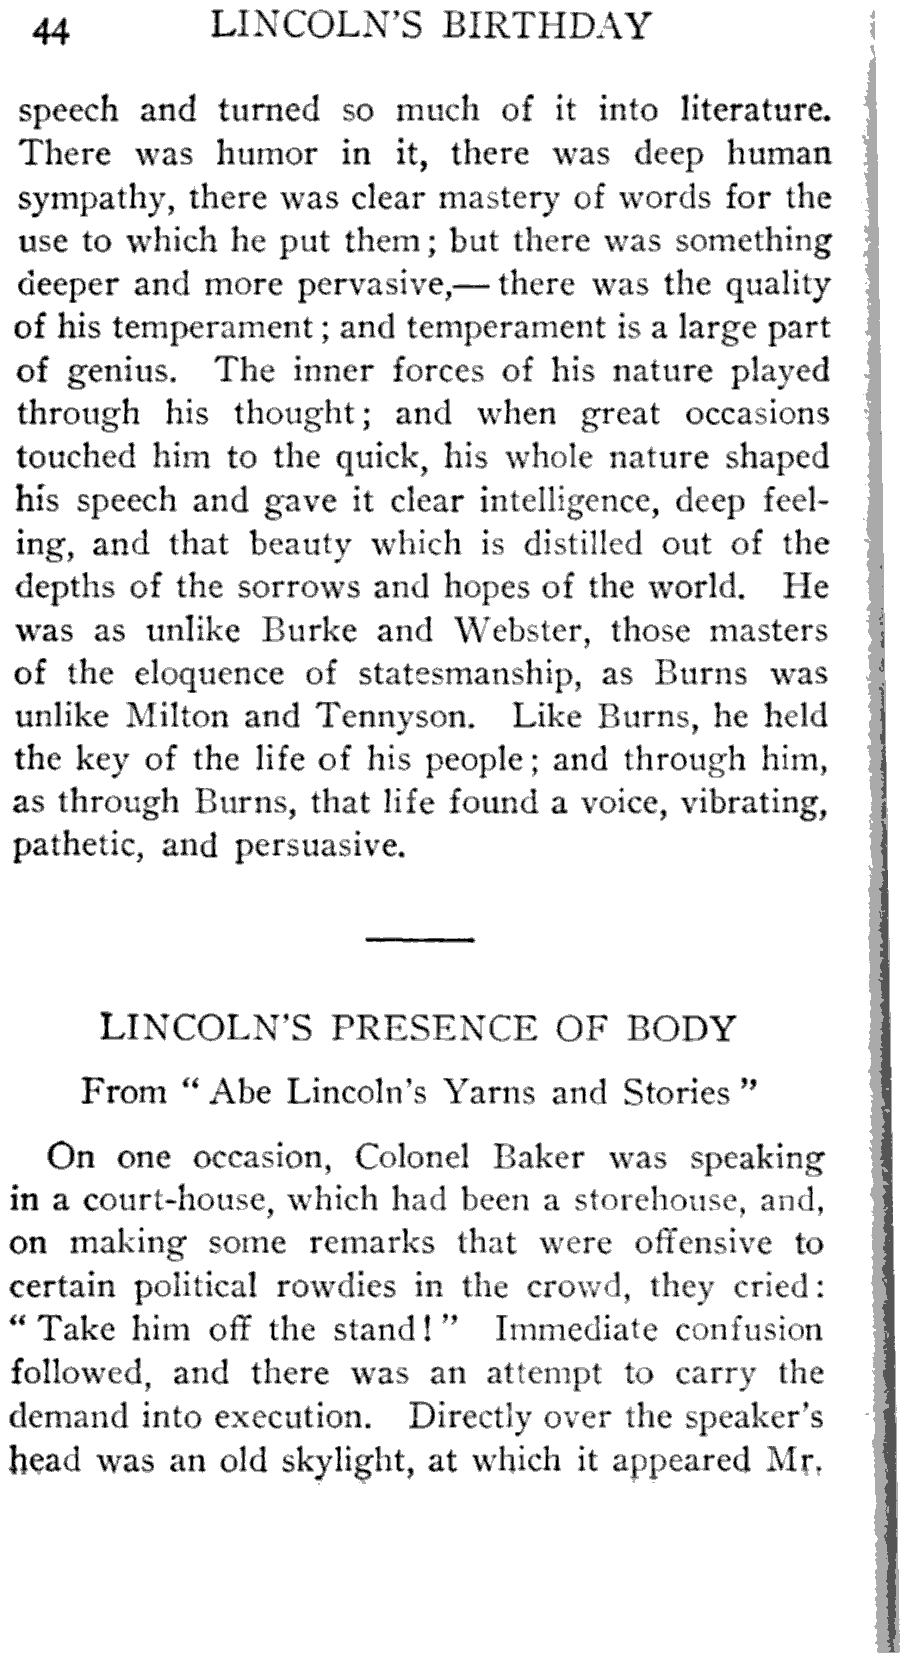 44 LINCOLN'S BIRTHDAY
speech and turned so much of it into literature.
There was humor in it, there was deep human
sympathy, there was clear mastery of words for the
use to which he put them; but there was something
deeper and more pervasive,— there was the quality
of his temperament; and temperament is a large part
of genius. The inner forces of his nature played
through his thought; and when great occasions
touched him to the quick, his whole nature shaped
his speech and gave it clear intelligence, deep feel-
ing, and that beauty which is distilled out of the
depths of the sorrows and hopes of the world. He
was as unlike Burke and Webster, those masters
of the eloquence of statesmanship, as Burns was
unlike Milton and Tennyson. Like Burns, he held
the key of the life of his people; and through him,
as through Burns, that life found a voice, vibrating,
pathetic, and persuasive.
LINCOLN'S PRESENCE OF BODY
From "Abe Lincoln's Yarns and Stories"
On one occasion, Colonel Baker was speaking
in a court-house, which had been a storehouse, and,
on making some remarks that were offensive to
certain political rowdies in the crowd, they cried:
"Take him off the stand!" Immediate confusion
followed, and there was an attempt to carry the
demand into execution. Directly over the speaker's
head was an old skylight, at which it appeared Mr.